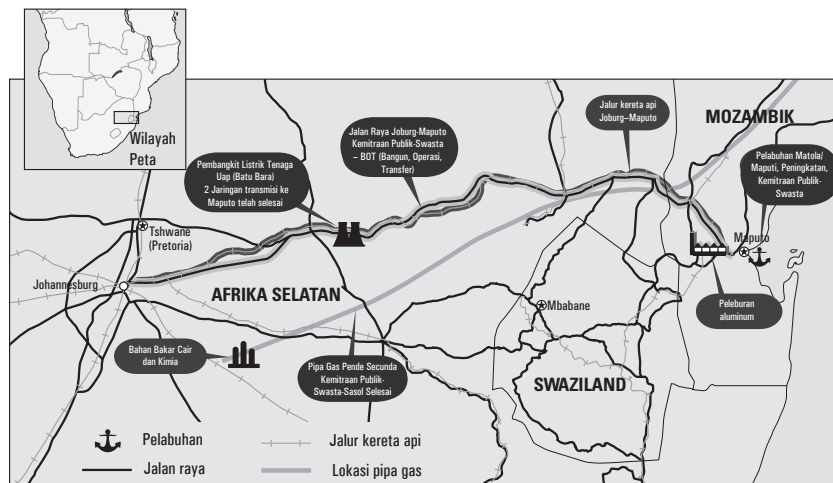 Wilayah
Peta
MOZAMBIK
Jalur kereta api
Joburg–Maputo
Jalan Raya Joburg-Maputo
Kemitraan Publik-Swasta
– BOT (Bangun, Operasi,
Transfer)
Pembangkit Listrik Tenaga
Uap (Batu Bara)
2 Jaringan transmisi ke
Maputo telah selesai
Pelabuhan Matola/
Maputi, Peningkatan,
Kemitraan Publik-
Swasta
Tshwane
(Pretoria)
Maputo
Johannesburg
AFRIKA SELATAN
Mbabane
Peleburan
aluminum
Bahan Bakar Cair
dan Kimia
Pipa Gas Pende Secunda
Kemitraan Publik-
Swasta-Sasol Selesai
SWAZILAND
Pelabuhan
Jalur kereta api
Jalan raya
Lokasi pipa gas